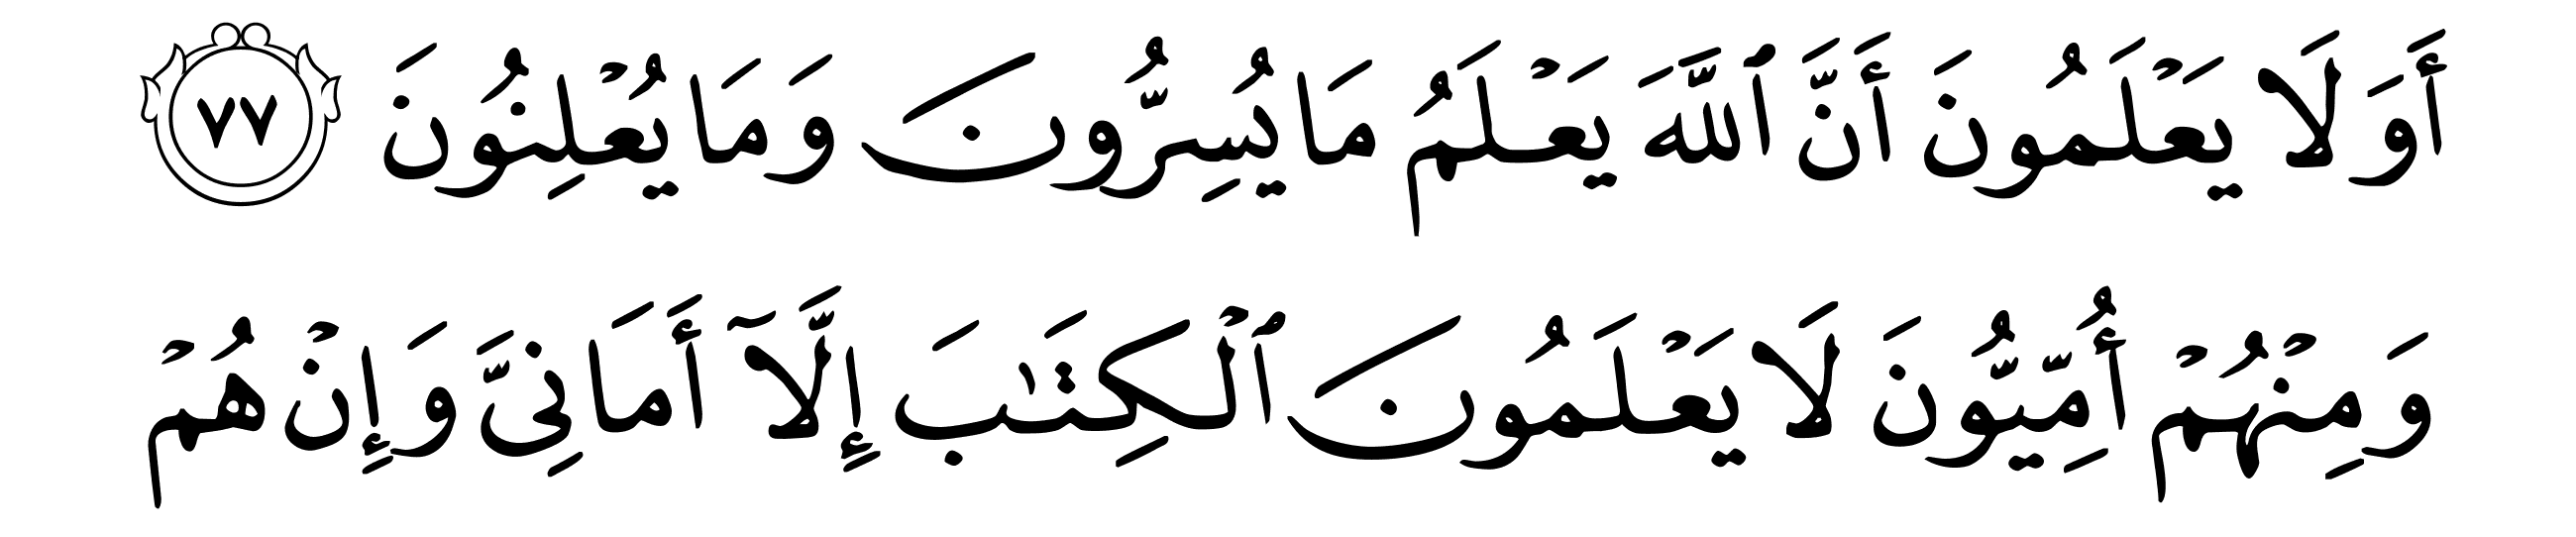 أَوَلَا يَعْلَمُونَ أَنَّ ٱللَّهَ يَعْلَمُ مَا يُسِرُّونَ وَمَا يُعْلِنُونَ ٧٧
وَمِنْهُمْ أُمِّيُّونَ لَا يَعْلَمُونَ ٱلْكِتَٰبَ إِلَّآ أَمَانِىَّ وَإِنْ هُمْ